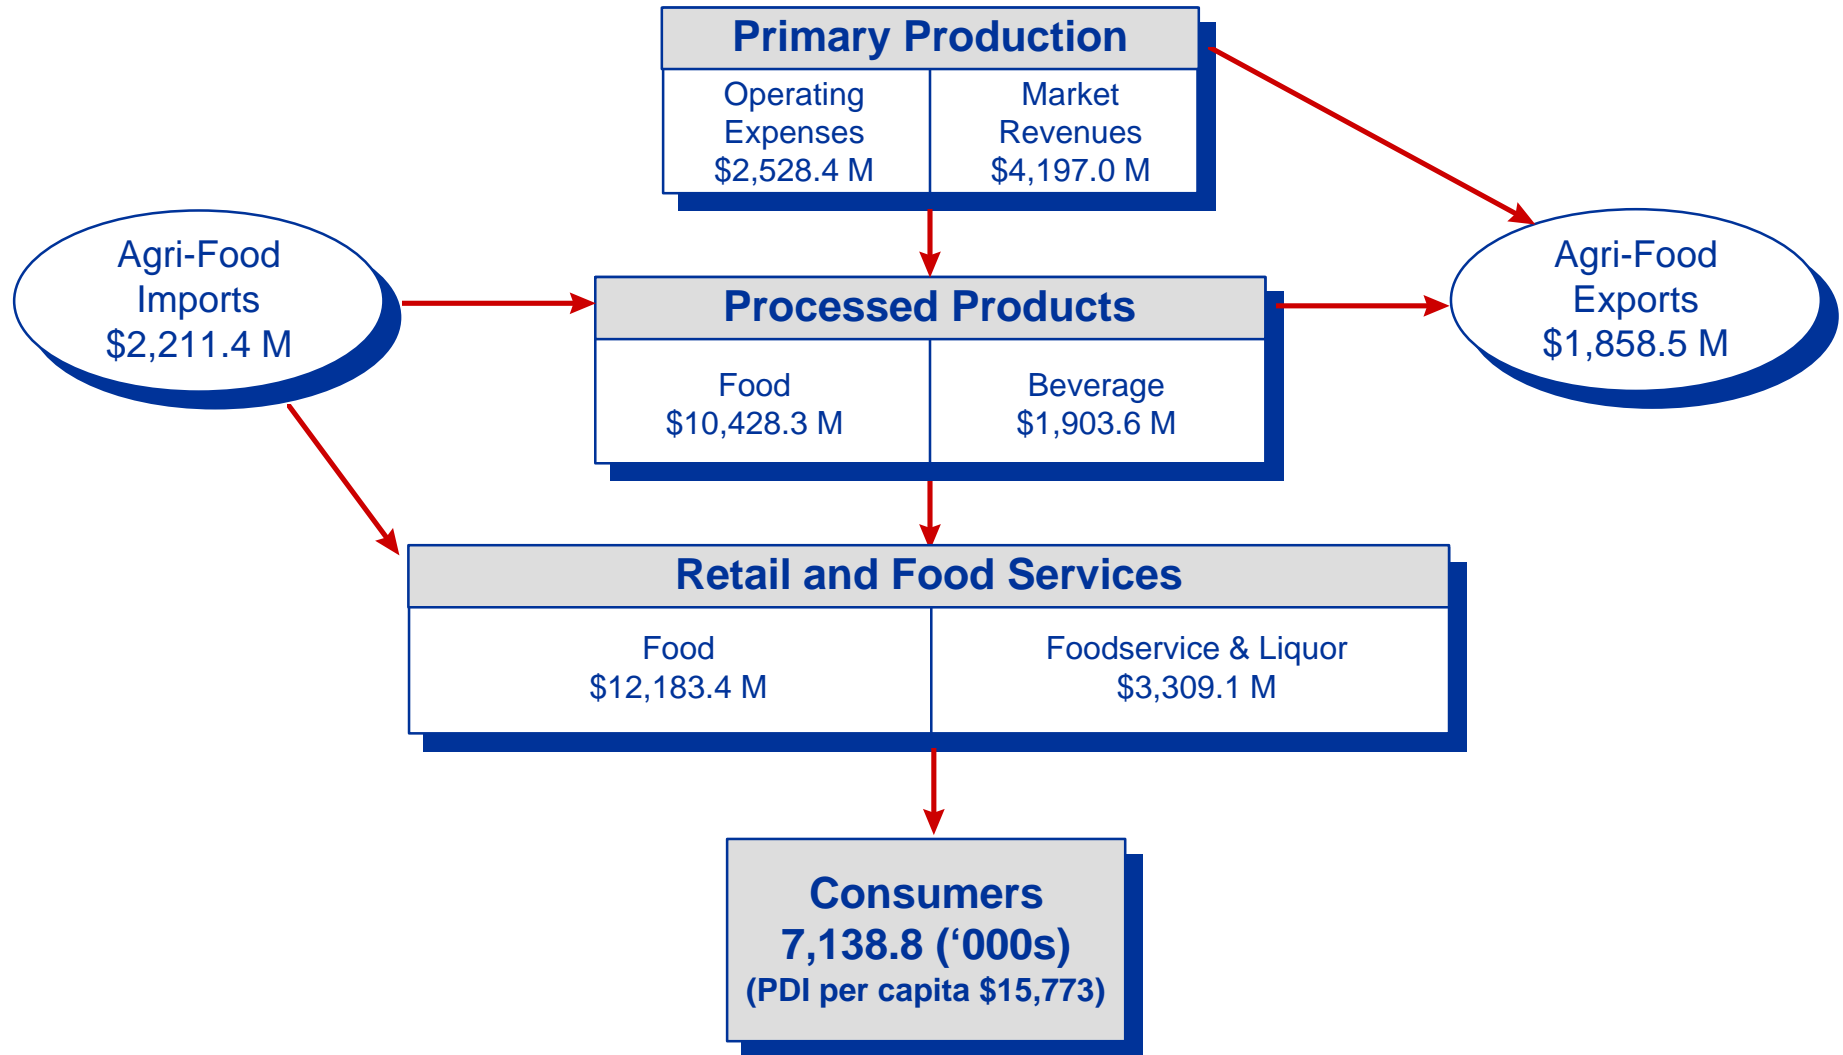 Primary Production
Operating
Expenses
$2,528.4 M
Market
Revenues
$4,197.0 M
Agri-Food
Imports
$2,211.4 M
Agri-Food
Exports
$1,858.5 M
Processed Products
Food
$10,428.3 M
Beverage
$1,903.6 M
Retail and Food Services
Food
$12,183.4 M
Foodservice & Liquor
$3,309.1 M
Consumers
7,138.8 (‘000s)
(PDI per capita $15,773)